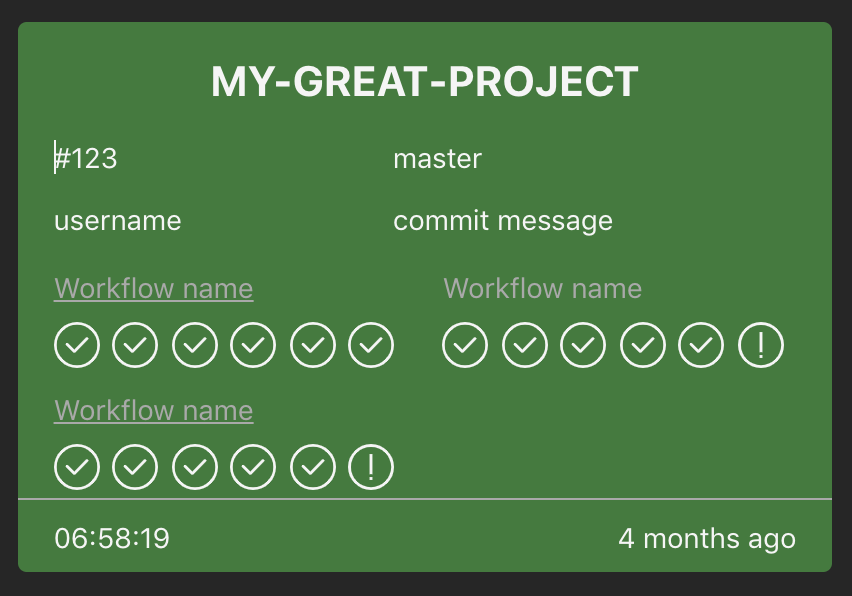 MY-GREAT-PROJECT
#123 master
username commit message
Workflow name Workflow name
Workflow name
06:58:19 4 months ago